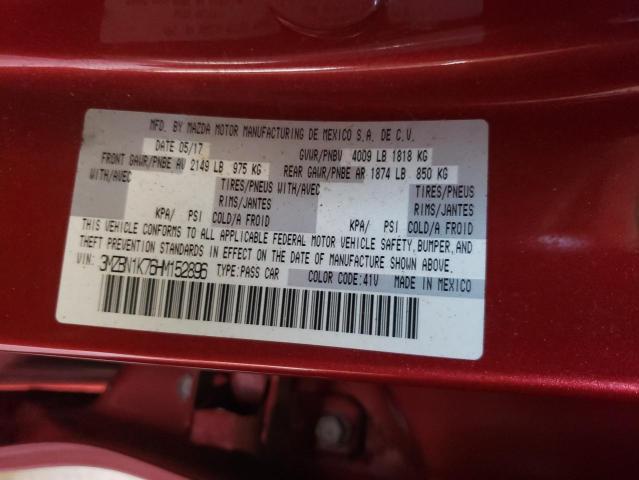 MFD. BY MAZDA MOTOR MANUFACTURING DE MEXICO S.A. DE C.V.
DATE 05/17 GVWR/PNBV 4009 LB 1818 KG
FRONT GAWR/PNBE AV 2149 LB 975 KG REAR GAWR/PNBE AR 1874 LB 850 KG
WITH/AVEC TIRES/PNEUS WITH/AVEC TIRES/PNEUS
RIMS/JANTES RIMS/JANTES
KPA/ PSI COLD/A FROID KPA/ PSI COLD/A FROID
THIS VEHICLE CONFORMS TO ALL APPLICABLE FEDERAL MOTOR VEHICLE SAFETY, BUMPER, AND
THEFT PREVENTION STANDARDS IN EFFECT ON THE DATE OF MANUFACTURE SHOWN ABOVE.
VIN: 3MZBN1K76HM152896 TYPE:PASS CAR COLOR CODE:41V MADE IN MEXICO